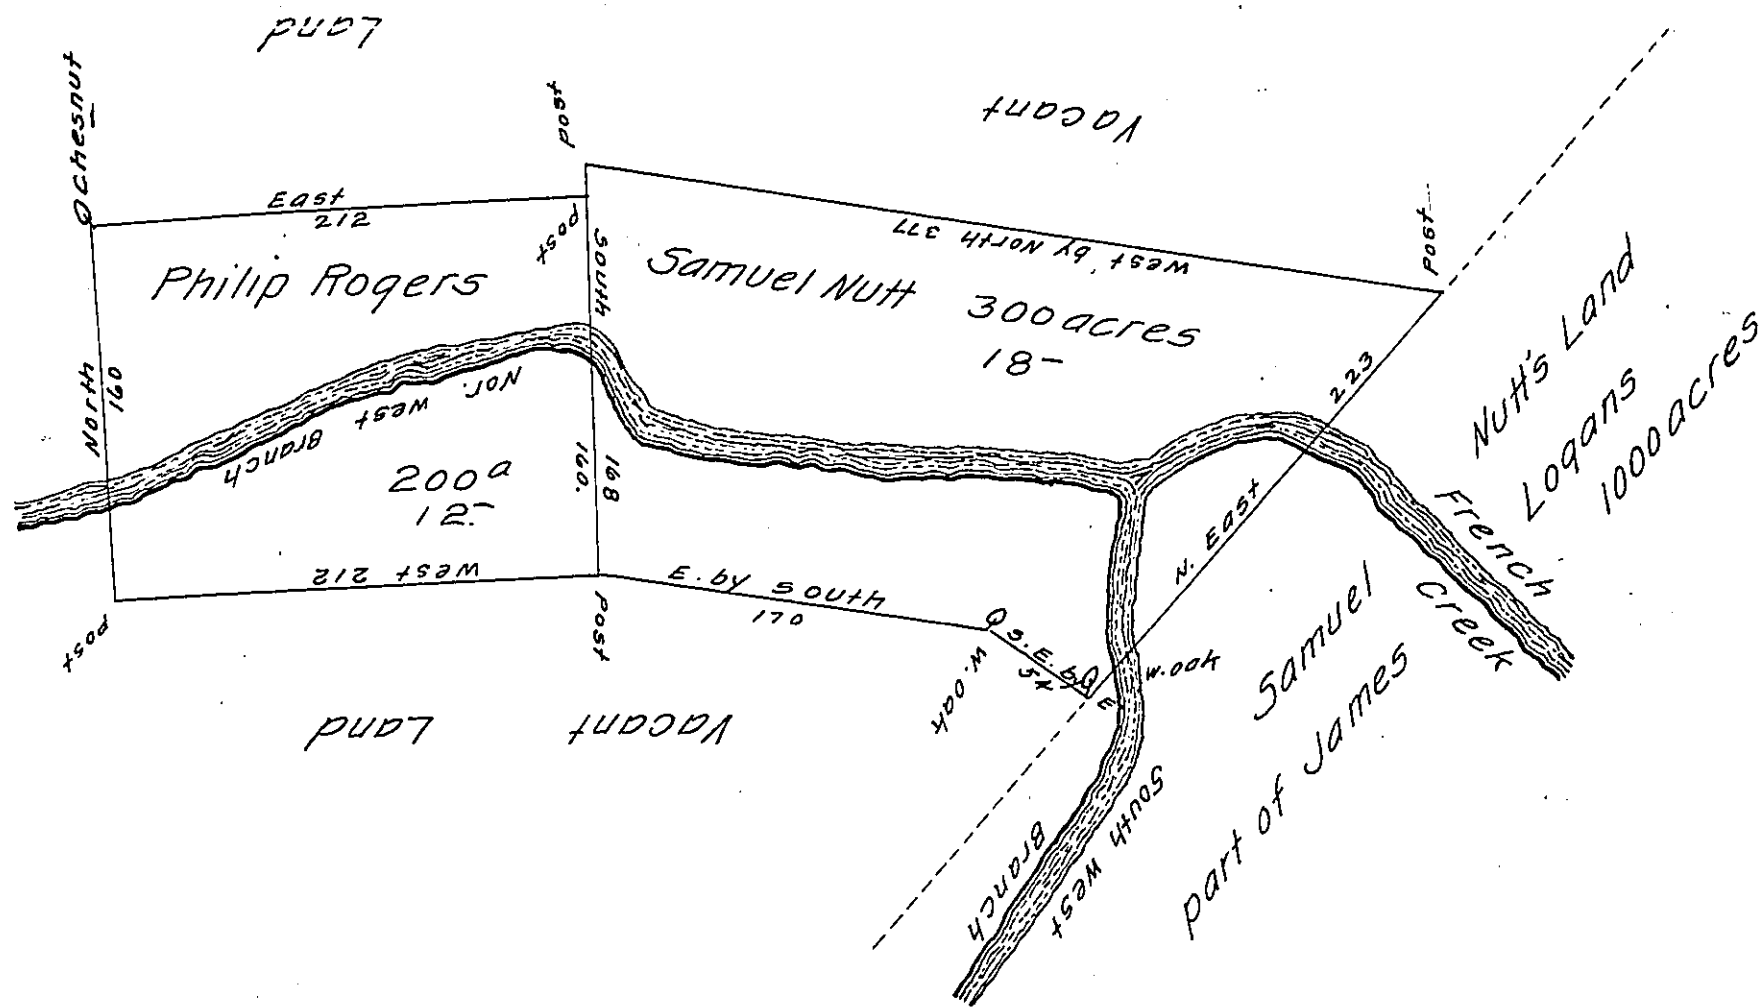 Land
Chesnut
post
Vacant
East
212
post
South
West by North 377
Post
Philip Rogers
Samuel Nutt 300 acres
18-
North
160
Nor. West Branch
200a
12-
168
160.
223
N. East
Nutt's Land
Logans
1000 acres
French
Creek
West 212
post
Post
E. by South
170
S. E. by E
W. Oak
W. Oak
Samuel
part of James
Vacant Land
South West
Branch